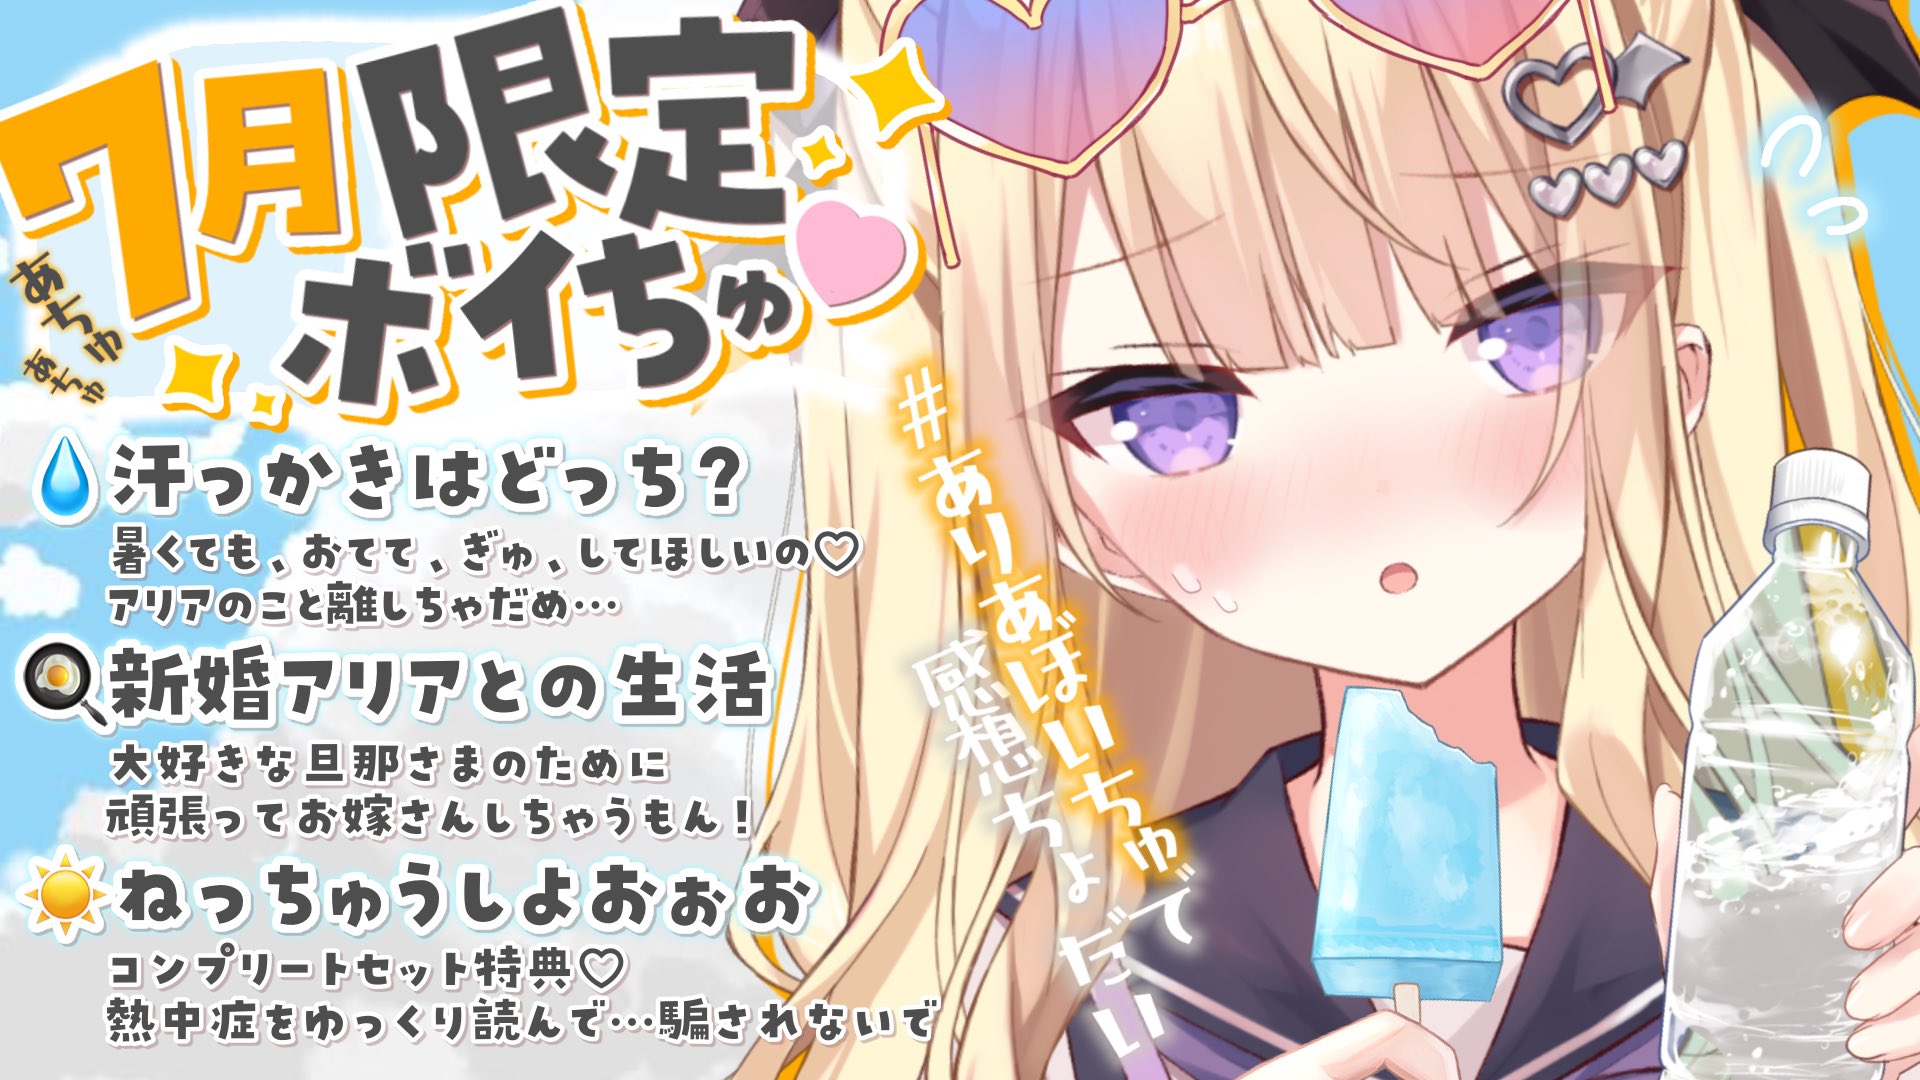 7月限定
ボイちゅ
あちゅ
あちゅ
汗っかきはどっち?
暑くても、おてて、ぎゅ、してほしいの♡
アリアのこと離しちゃだめ…
新婚アリアとの生活
大好きな旦那さまのために
頑張ってお嫁さんしちゃうもん!
ねっちゅうしよおぉお
コンプリートセット特典♡
熱中症をゆっくり読んで…騙されないで
#ありあぼいちゅで
感想ちょだい